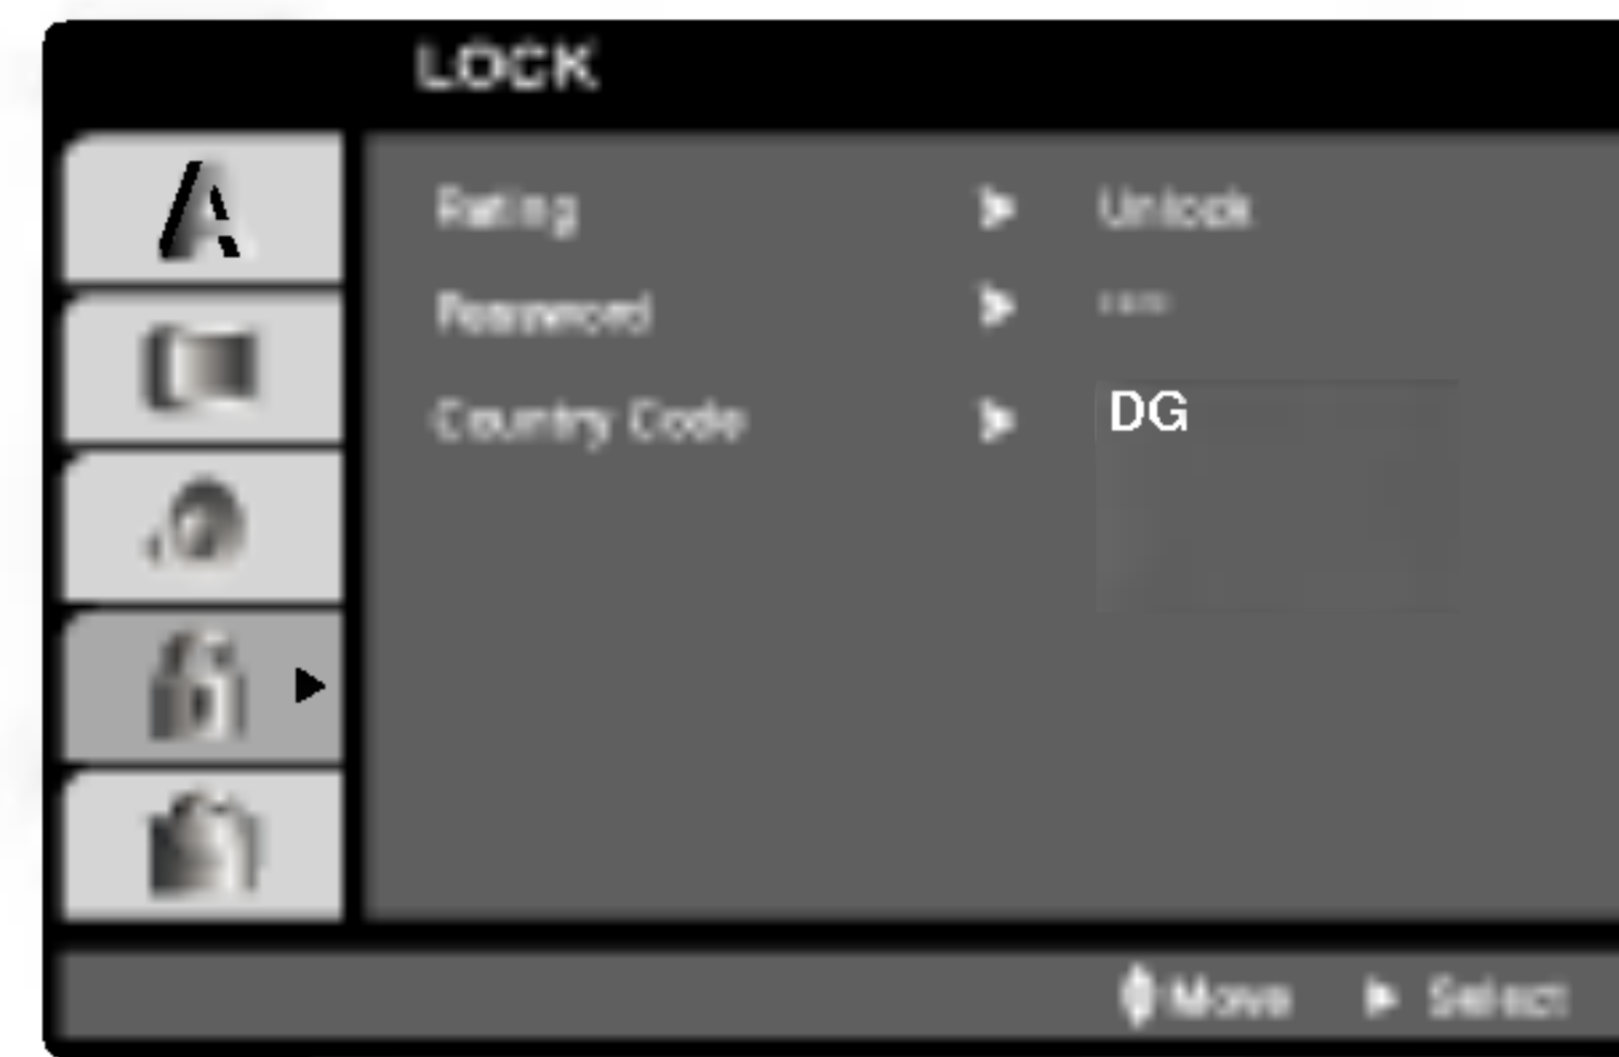 LOCK
A
Rating Unlock
Password ****
Country Code DG
Move Select